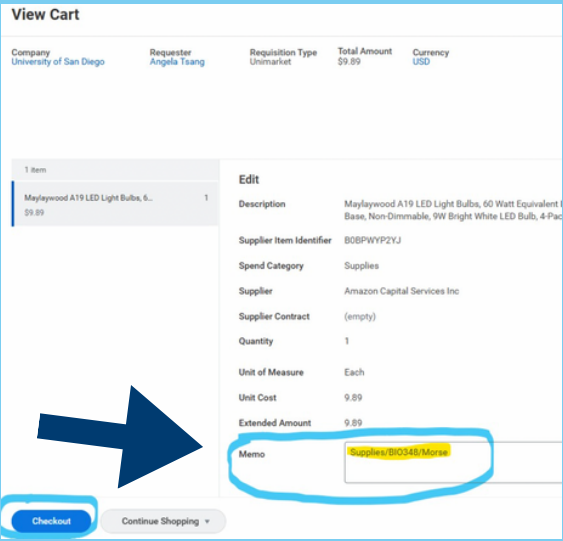 View Cart
Company Requester Requisition Type Total Amount Currency
University of San Diego Angela Tsang Unimarket $9.89 USD
1 item
Maylaywood A19 LED Light Bulbs, 6... 1
$9.89
Edit
Description Maylaywood A19 LED Light Bulbs, 60 Watt Equivalent
Base, Non-Dimmable, 9W Bright White LED Bulb, 4-Pac
Supplier Item Identifier B0BPWYP2YJ
Spend Category Supplies
Supplier Amazon Capital Services Inc
Supplier Contract (empty)
Quantity 1
Unit of Measure Each
Unit Cost 9.89
Extended Amount 9.89
Memo Supplies/BIO348/Morse
Checkout Continue Shopping